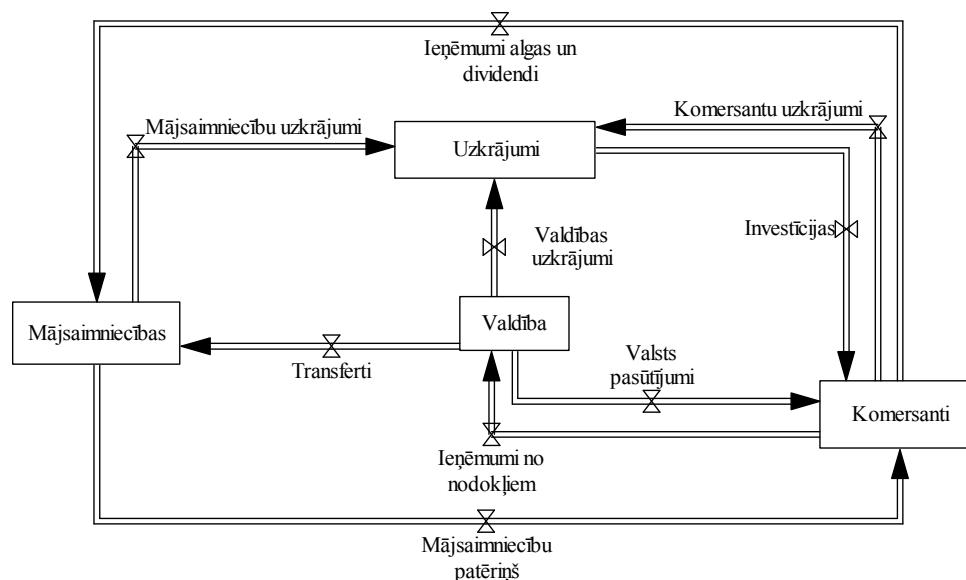 Ieņēmumi algas un
dividendi
Mājsaimniecību uzkrājumi
Komersantu uzkrājumi
Uzkrājumi
Investīcijas
Valdības
uzkrājumi
Mājsaimniecības
Valdība
Transferti
Valsts
pasūtījumi
Komersanti
Ieņēmumi no
nodokļiem
Mājsaimniecību
patēriņš